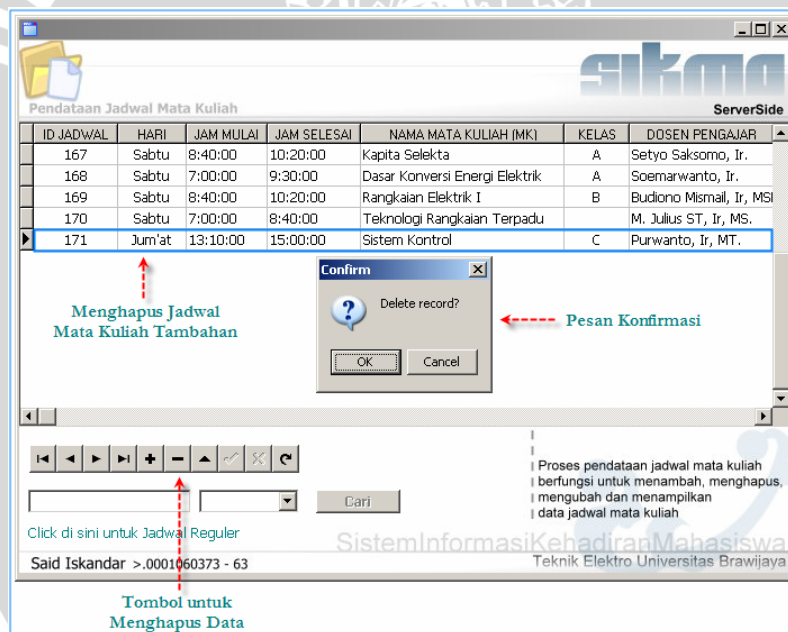 sikma
Pendataan Jadwal Mata Kuliah
ServerSide
ID JADWAL HARI JAM MULAI JAM SELESAI NAMA MATA KULIAH (MK) KELAS DOSEN PENGAJAR
167 Sabtu 8:40:00 10:20:00 Kapita Selekta A Setyo Saksomo, Ir.
168 Sabtu 7:00:00 9:30:00 Dasar Konversi Energi Elektrik A Soemarwanto, Ir.
169 Sabtu 8:40:00 10:20:00 Rangkaian Elektrik I B Budiono Mismail, Ir, MS
170 Sabtu 7:00:00 8:40:00 Teknologi Rangkaian Terpadu M. Julius ST, Ir, MS.
171 Jum'at 13:10:00 15:00:00 Sistem Kontrol C Purwanto, Ir, MT.
Confirm
Delete record?
OK Cancel
Menghapus Jadwal
Mata Kuliah Tambahan
Pesan Konfirmasi
Proses pendataan jadwal mata kuliah
berfungsi untuk menambah, menghapus,
mengubah dan menampilkan
data jadwal mata kuliah
Cari
Click di sini untuk Jadwal Reguler
SistemInformasiKehadiranMahasiswa
Said Iskandar >.0001060373 - 63
Teknik Elektro Universitas Brawijaya
Tombol untuk
Menghapus Data